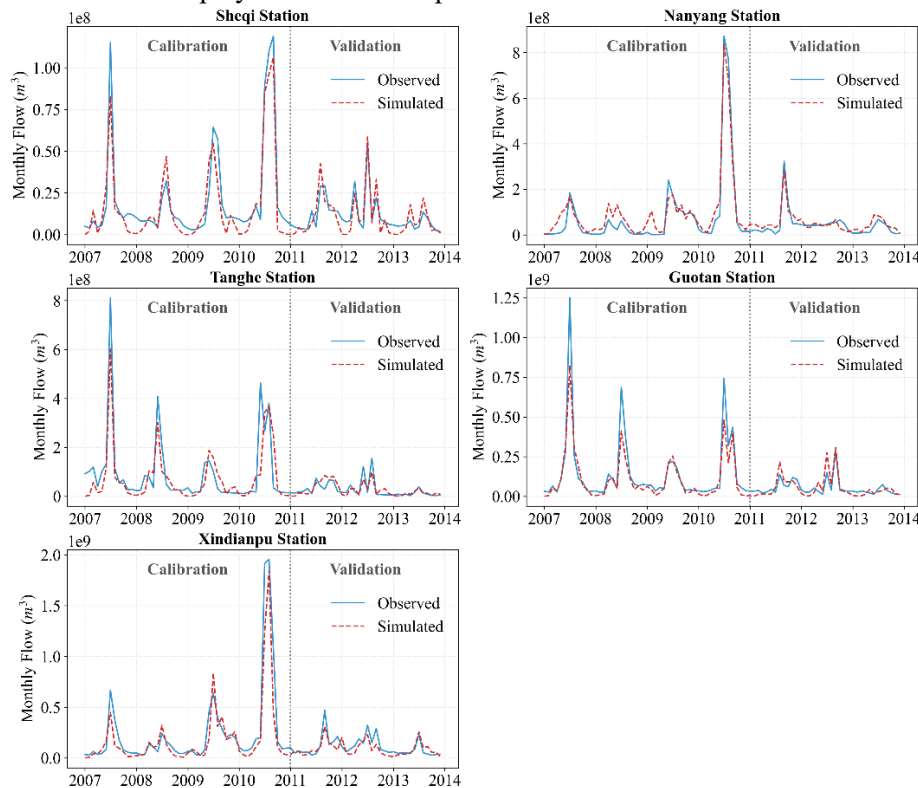 Sheqi Station
1e8
Calibration
Validation
Observed
Simulated
Monthly Flow (m³)
1.00
0.75
0.50
0.25
0.00
2007 2008 2009 2010 2011 2012 2013 2014
Nanyang Station
1e8
Calibration
Validation
Observed
Simulated
Monthly Flow (m³)
8
6
4
2
0
2007 2008 2009 2010 2011 2012 2013 2014
Tanghe Station
1e8
Calibration
Validation
Observed
Simulated
Monthly Flow (m³)
8
6
4
2
0
2007 2008 2009 2010 2011 2012 2013 2014
Guotan Station
1e9
Calibration
Validation
Observed
Simulated
Monthly Flow (m³)
1.25
1.00
0.75
0.50
0.25
0.00
2007 2008 2009 2010 2011 2012 2013 2014
Xindianpu Station
1e9
Calibration
Validation
Observed
Simulated
Monthly Flow (m³)
2.0
1.5
1.0
0.5
0.0
2007 2008 2009 2010 2011 2012 2013 2014